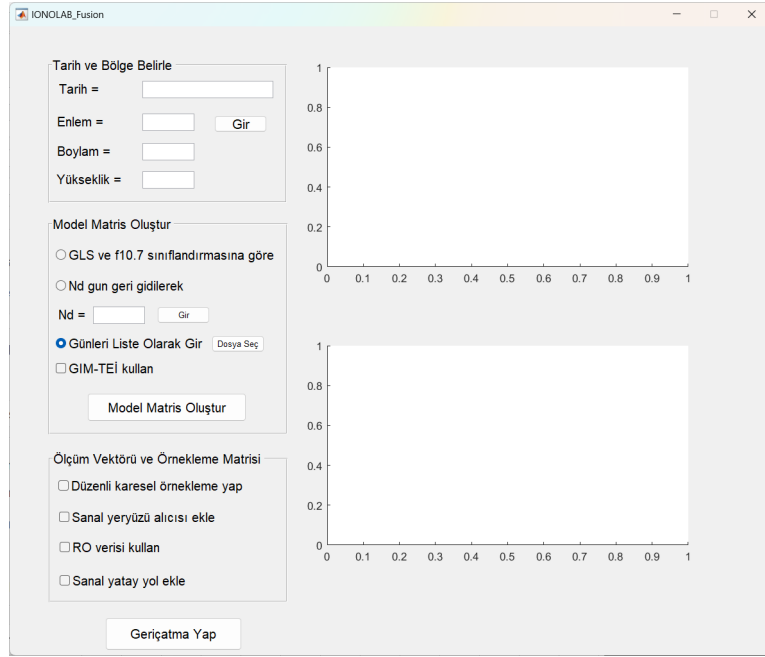 IONOLAB_Fusion
Tarih ve Bölge Belirle
Tarih =
Enlem =
Gir
Boylam =
Yükseklik =
Model Matris Oluştur
GLS ve f10.7 sınıflandırmasına göre
Nd gun geri gidilerek
Nd =
Gir
Günleri Liste Olarak Gir
Dosya Seç
GIM-TEİ kullan
Model Matris Oluştur
Ölçüm Vektörü ve Örnekleme Matrisi
Düzenli karesel örnekleme yap
Sanal yeryüzü alıcısı ekle
RO verisi kullan
Sanal yatay yol ekle
Geriçatma Yap
1
0.8
0.6
0.4
0.2
0
0 0.1 0.2 0.3 0.4 0.5 0.6 0.7 0.8 0.9 1
1
0.8
0.6
0.4
0.2
0
0 0.1 0.2 0.3 0.4 0.5 0.6 0.7 0.8 0.9 1